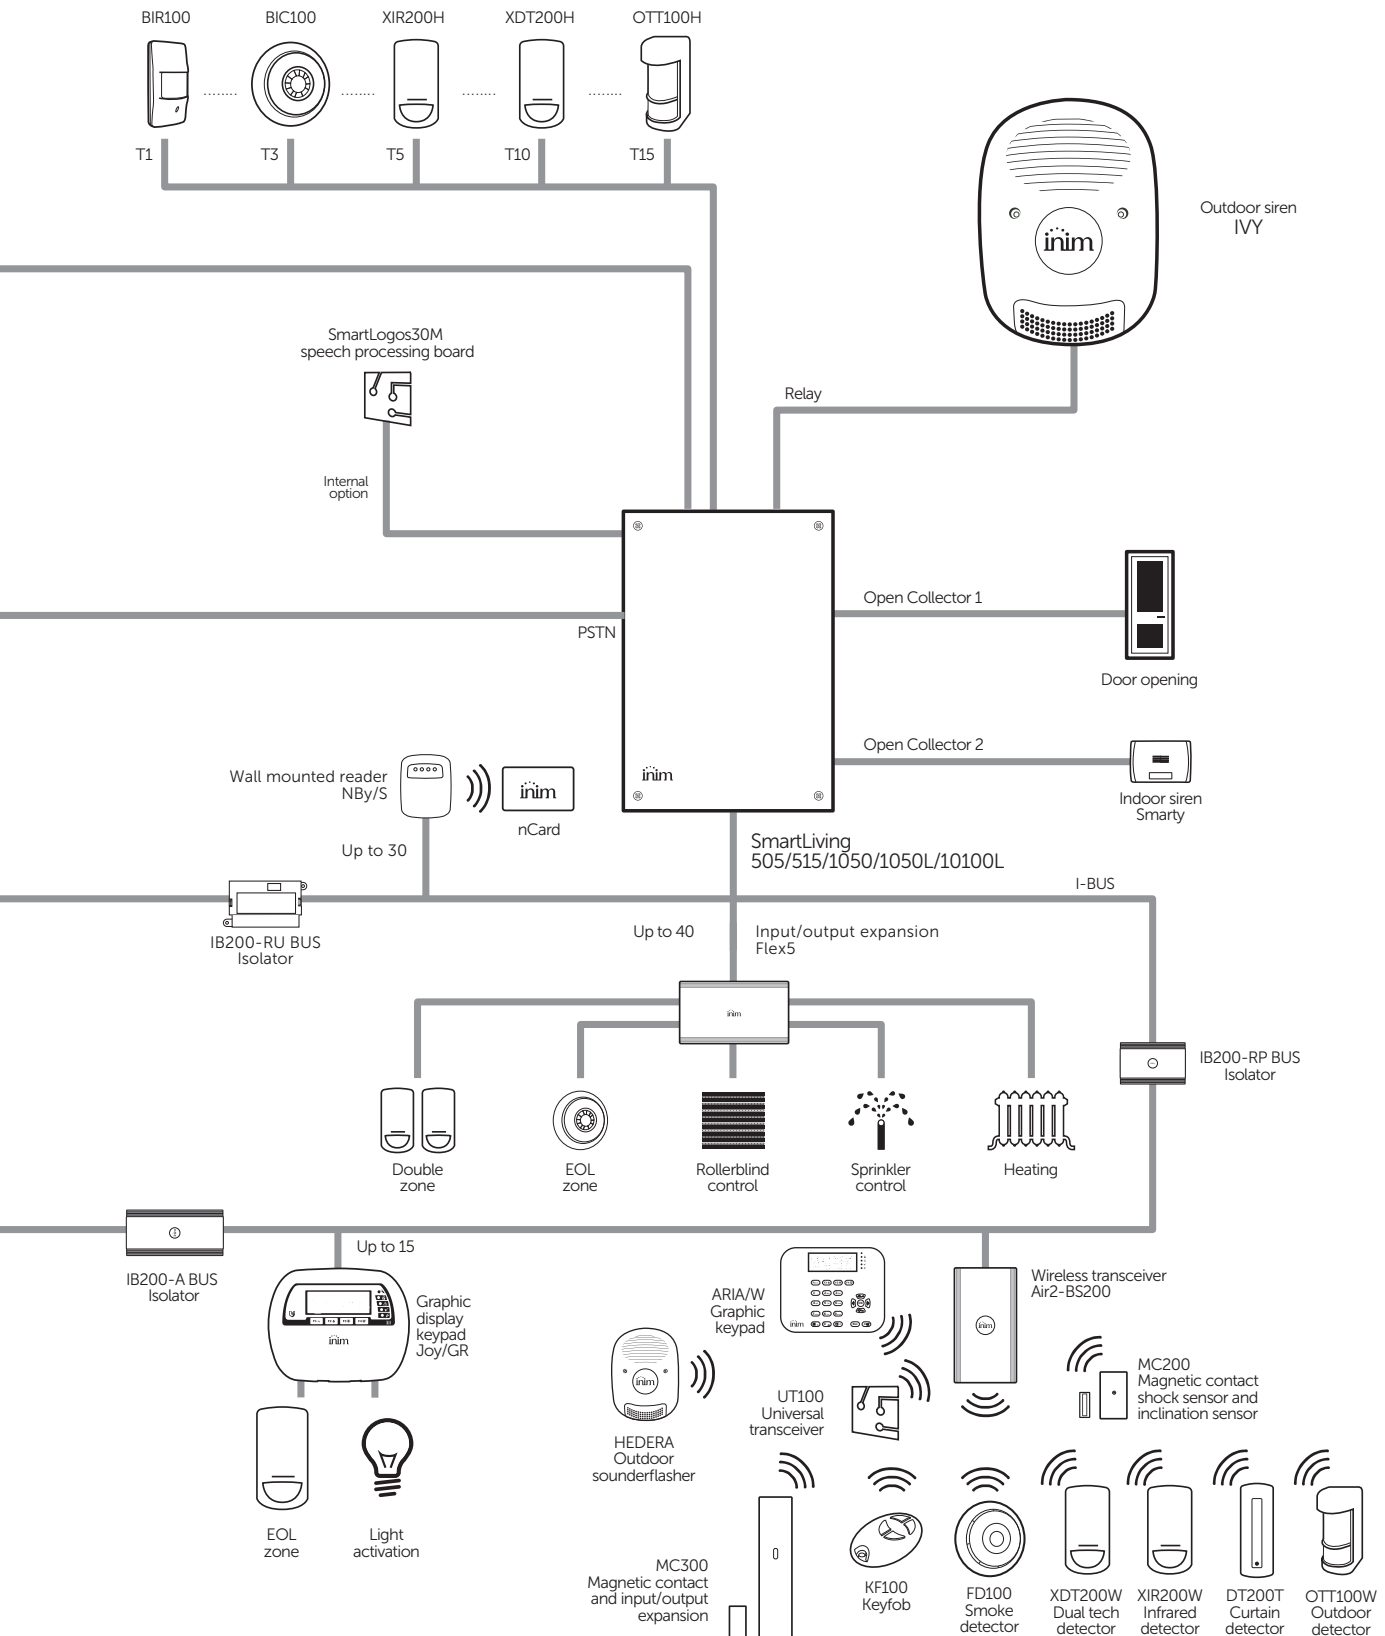 BIR100
BIC100
XIR200H
XDT200H
OTT100H
T1
T3
T5
T10
T15
inim
Outdoor siren
IVY
SmartLogos30M
speech processing board
Relay
Internal
option
Open Collector 1
PSTN
Door opening
Open Collector 2
Wall mounted reader
NBy/S
inim
inim
nCard
Indoor siren
Smarty
Up to 30
SmartLiving
505/515/1050/1050L/10100L
I-BUS
IB200-RU BUS
Isolator
Up to 40
Input/output expansion
Flex5
inim
IB200-RP BUS
Isolator
Double
zone
EOL
zone
Rollerblind
control
Sprinkler
control
Heating
Up to 15
IB200-A BUS
Isolator
Graphic
display
keypad
Joy/GR
inim
ARIA/W
Graphic
keypad
inim
Wireless transceiver
Air2-BS200
inim
inim
HEDERA
Outdoor
sounderflasher
UT100
Universal
transceiver
MC200
Magnetic contact
shock sensor and
inclination sensor
EOL
zone
Light
activation
MC300
Magnetic contact
and input/output
expansion
KF100
Keyfob
FD100
Smoke
detector
XDT200W
Dual tech
detector
XIR200W
Infrared
detector
DT200T
Curtain
detector
OTT100W
Outdoor
detector